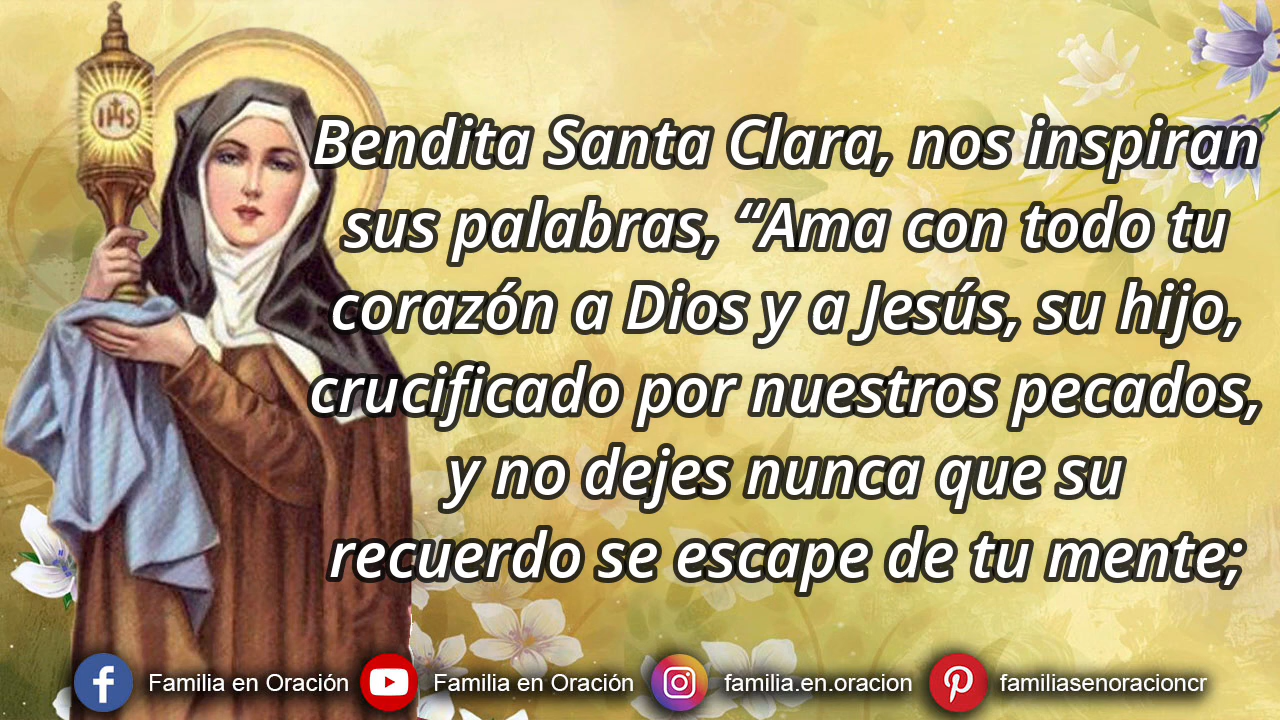 IHS
Bendita Santa Clara, nos inspiran
sus palabras, “Ama con todo tu
corazón a Dios y a Jesús, su hijo,
crucificado por nuestros pecados,
y no dejes nunca que su
recuerdo se escape de tu mente;
Familia en Oración
Familia en Oración
familia.en.oracion
familiasenoracioncr